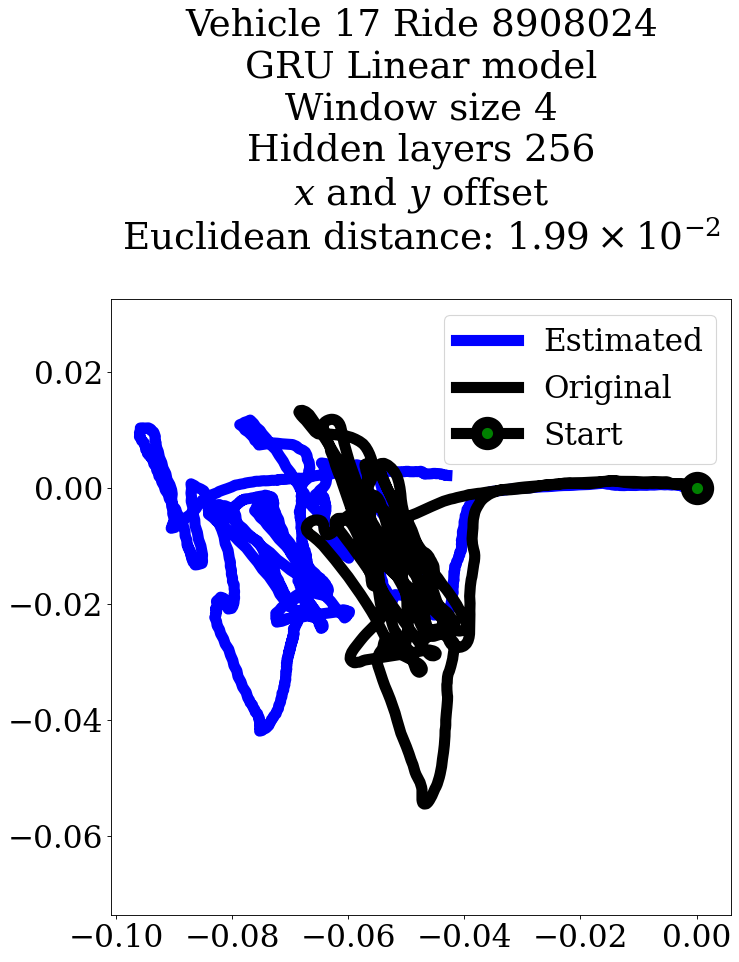 Vehicle 17 Ride 8908024
GRU Linear model
Window size 4
Hidden layers 256
x and y offset
Euclidean distance: 1.99 × 10⁻²
Estimated
Original
Start
0.02
0.00
−0.02
−0.04
−0.06
−0.10 −0.08 −0.06 −0.04 −0.02 0.00